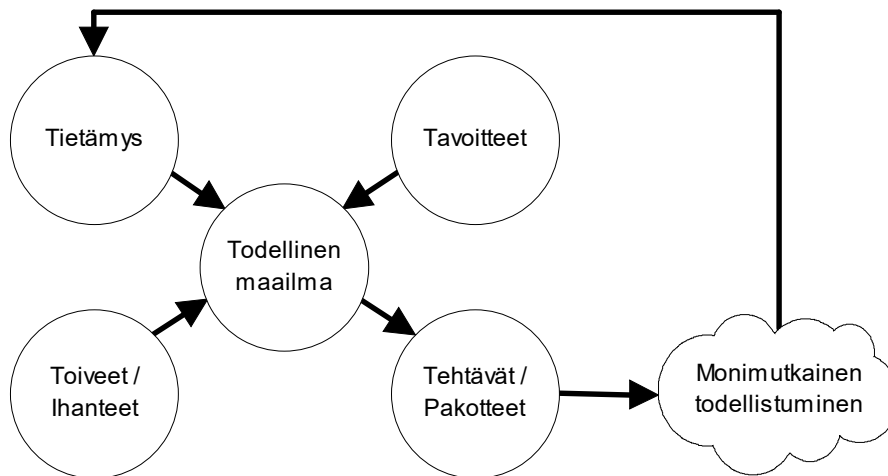 Tietämys
Tavoitteet
Todellinen
maailma
Toiveet /
Ihanteet
Tehtävät /
Pakotteet
Monimutkainen
todellistuminen